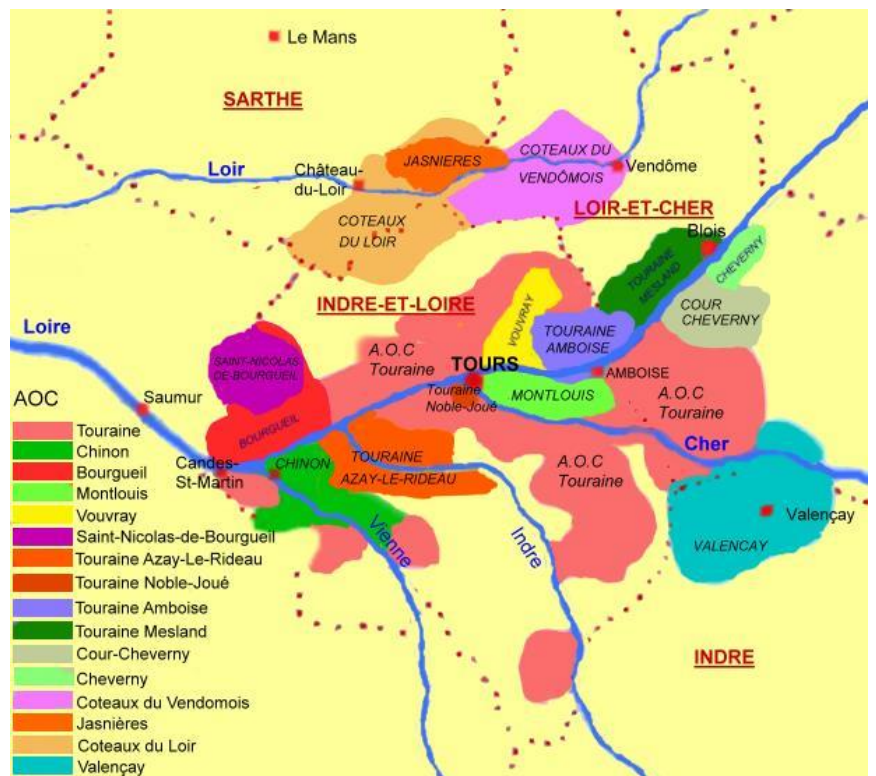 Le Mans
SARTHE
COTEAUX DU
VENDÔMOIS
JASNIERES
Loir
Château-
du-Loir
Vendôme
COTEAUX
DU LOIR
LOIR-ET-CHER
Blois
CHEVERNY
TOURAINE
MESLAND
INDRE-ET-LOIRE
VOUVRAY
COUR
CHEVERNY
TOURAINE
AMBOISE
Loire
A.O.C
Touraine
TOURS
SAINT-NICOLAS
DE-BOURGUEIL
AMBOISE
Touraine
Noble-Joué
MONTLOUIS
A.O.C
Touraine
Saumur
BOURGUEIL
Cher
Candes-
St-Martin
CHINON
TOURAINE
AZAY-LE-RIDEAU
A.O.C
Touraine
Valençay
VALENCAY
Vienne
Indre
INDRE
AOC
Touraine
Chinon
Bourgueil
Montlouis
Vouvray
Saint-Nicolas-de-Bourgueil
Touraine Azay-Le-Rideau
Touraine Noble-Joué
Touraine Amboise
Touraine Mesland
Cour-Cheverny
Cheverny
Coteaux du Vendomois
Jasnières
Coteaux du Loir
Valençay